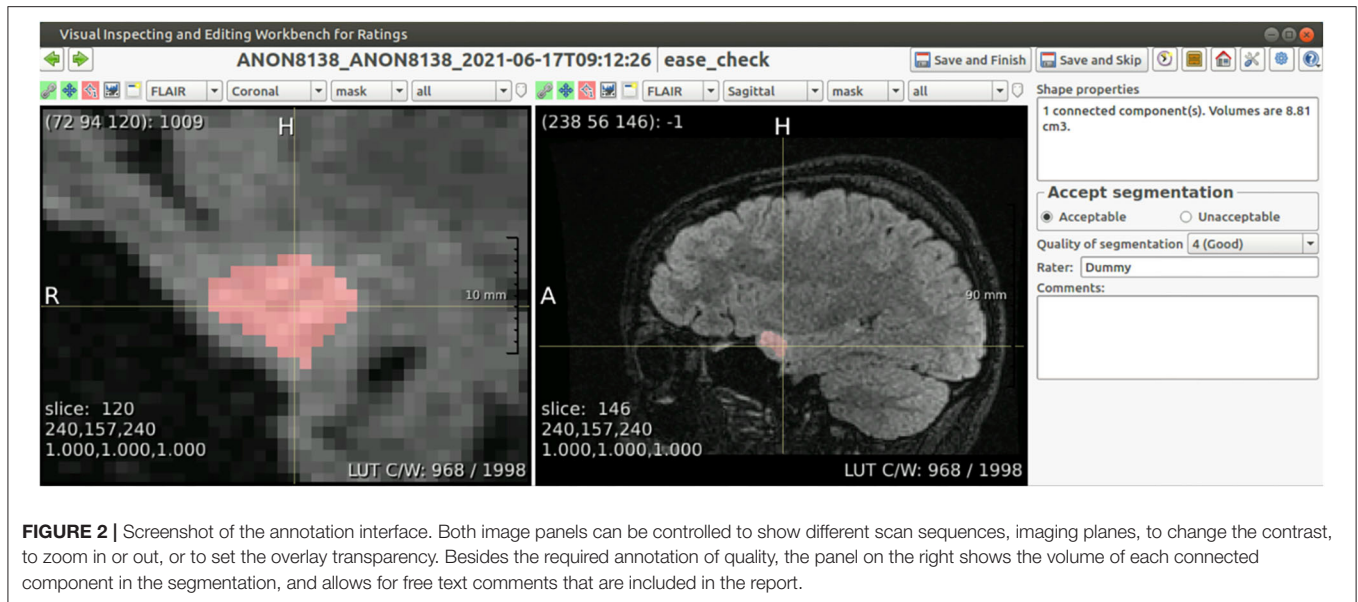 Visual Inspecting and Editing Workbench for Ratings
ANON8138_ANON8138_2021-06-17T09:12:26 ease_check
Save and Finish
Save and Skip
FLAIR Coronal mask all
FLAIR Sagittal mask all
(72 94 120): 1009
H
R
10 mm
slice: 120
240,157,240
1.000,1.000,1.000
LUT C/W: 968 / 1998
(238 56 146): -1
H
A
90 mm
slice: 146
240,157,240
1.000,1.000,1.000
LUT C/W: 968 / 1998
Shape properties
1 connected component(s). Volumes are 8.81
cm3.
Accept segmentation
Acceptable Unacceptable
Quality of segmentation 4 (Good)
Rater: Dummy
Comments:
FIGURE 2 | Screenshot of the annotation interface. Both image panels can be controlled to show different scan sequences, imaging planes, to change the contrast,
to zoom in or out, or to set the overlay transparency. Besides the required annotation of quality, the panel on the right shows the volume of each connected
component in the segmentation, and allows for free text comments that are included in the report.